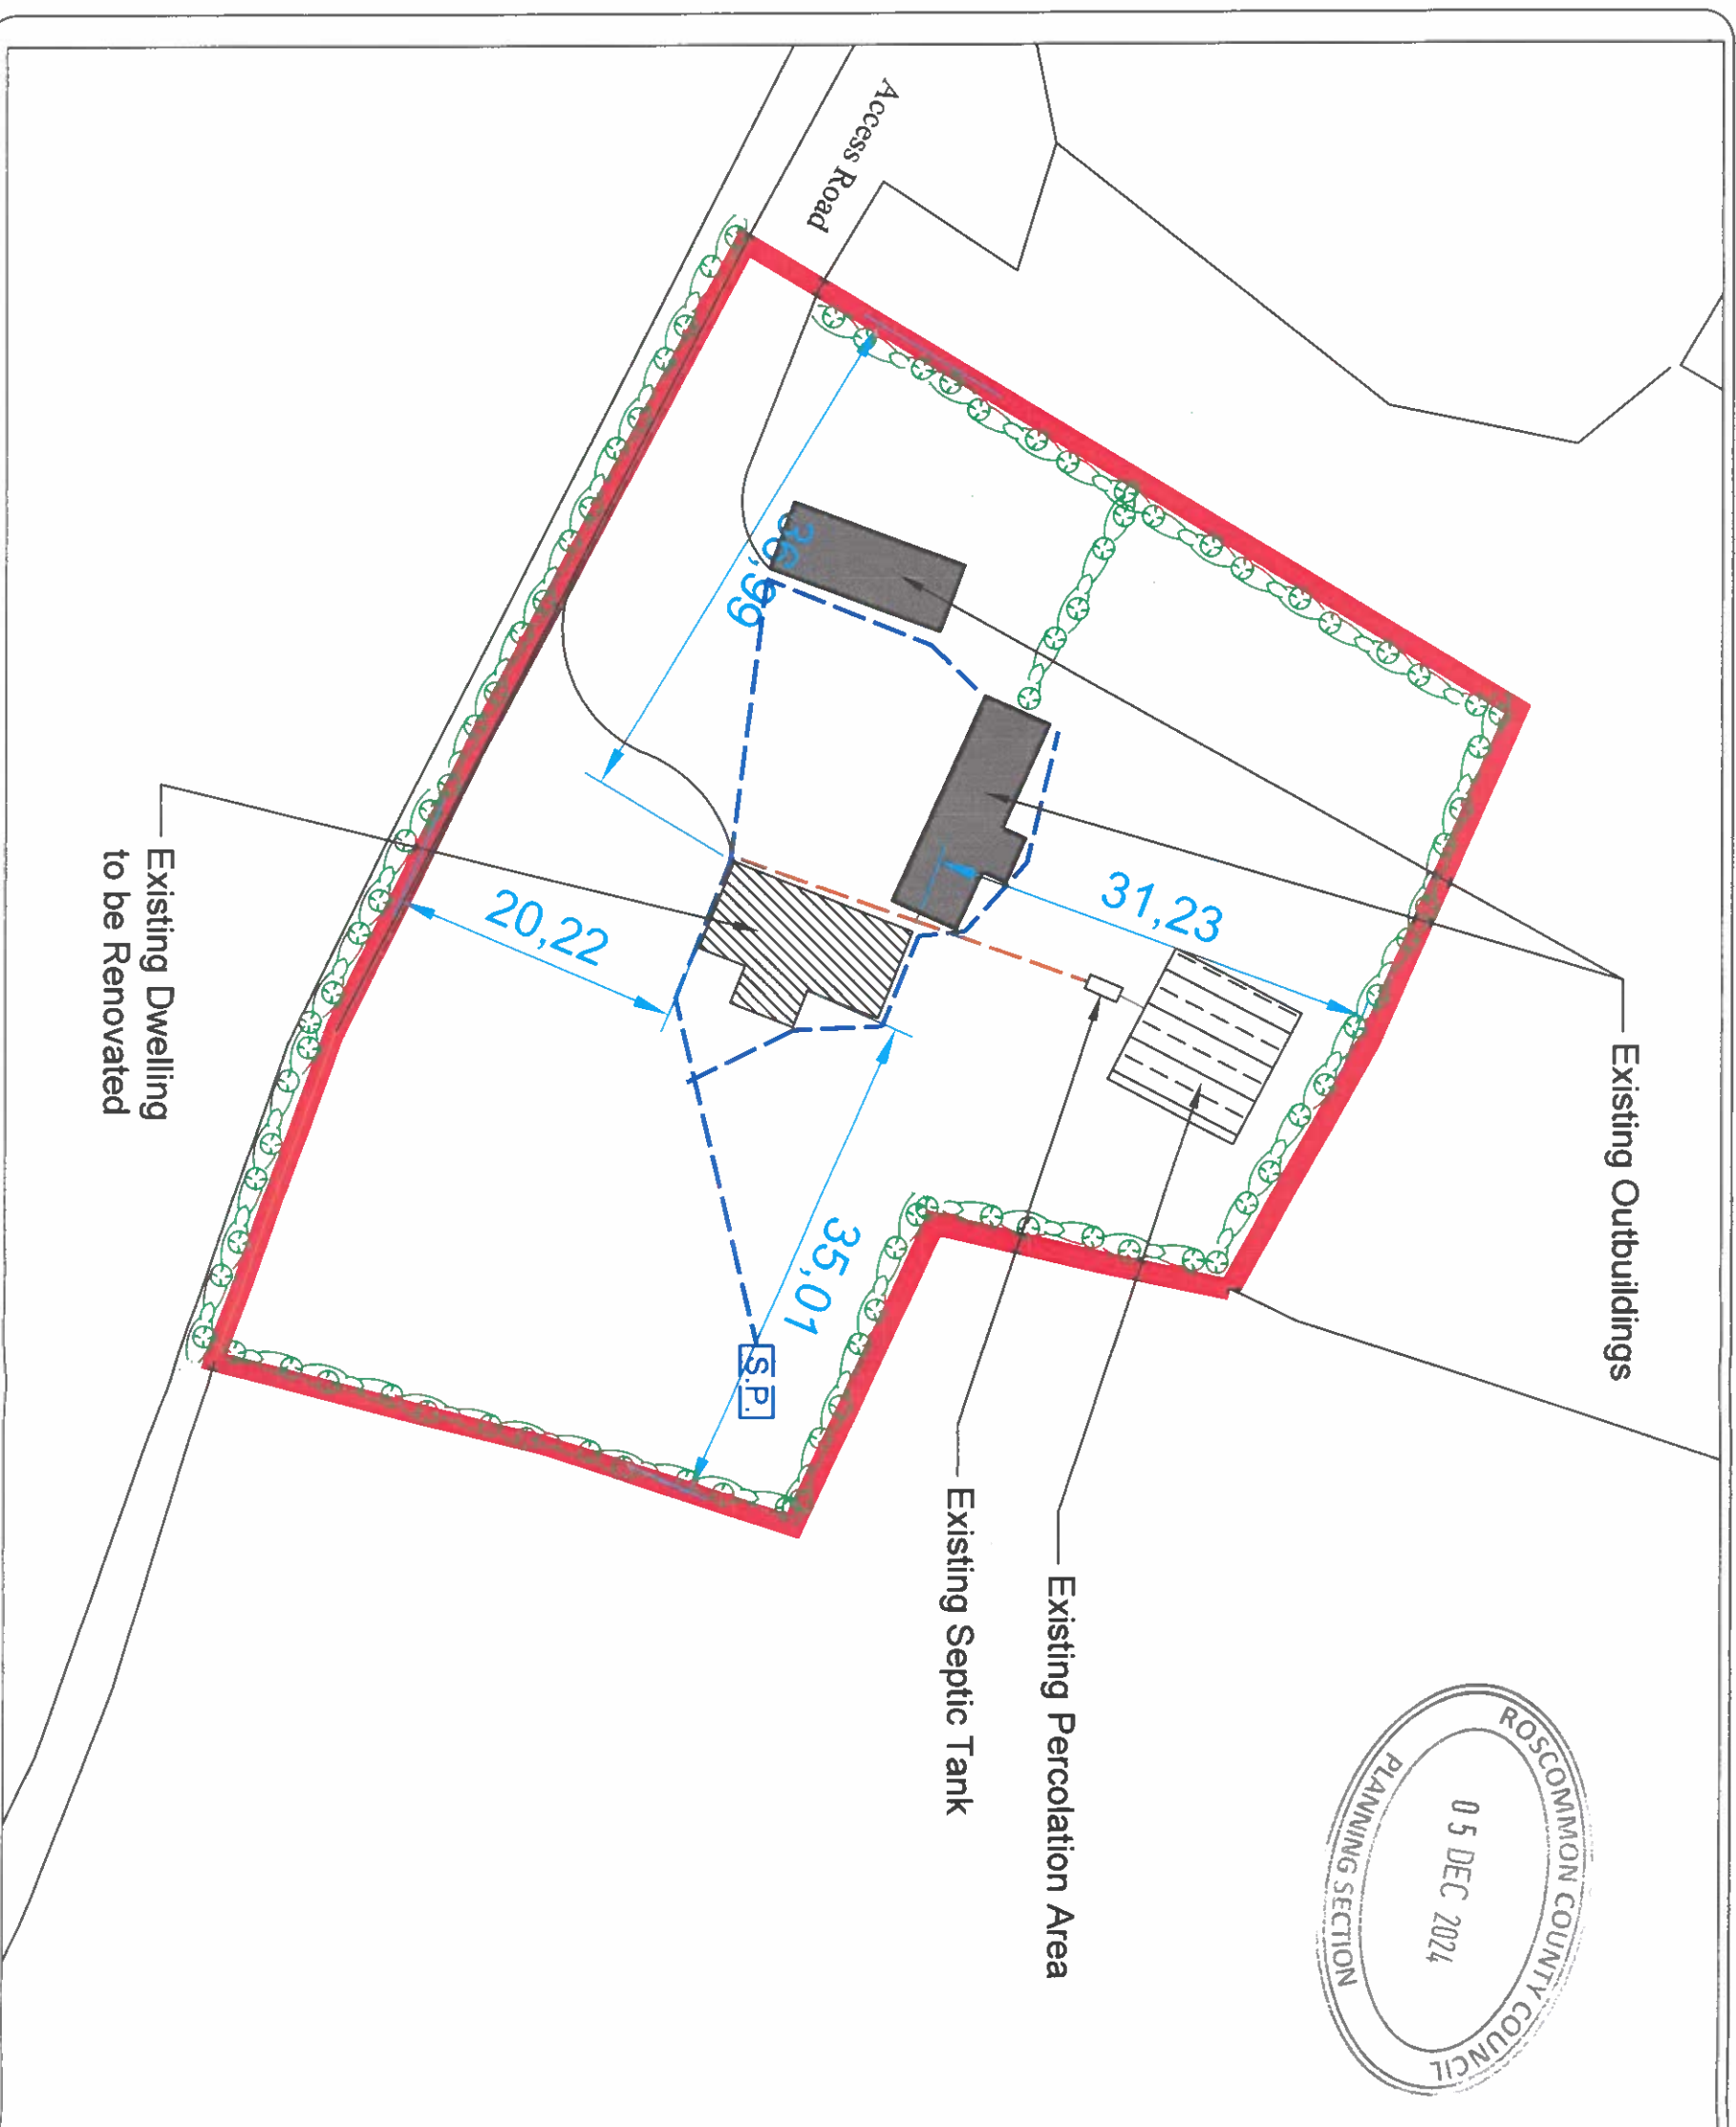 Existing Outbuildings
ROSCOMMON COUNTY COUNCIL
05 DEC 2024
PLANNING SECTION
31,23
Existing Percolation Area
Existing Septic Tank
Access Road
36,99
35,01
S.P.
20,22
Existing Dwelling
to be Renovated